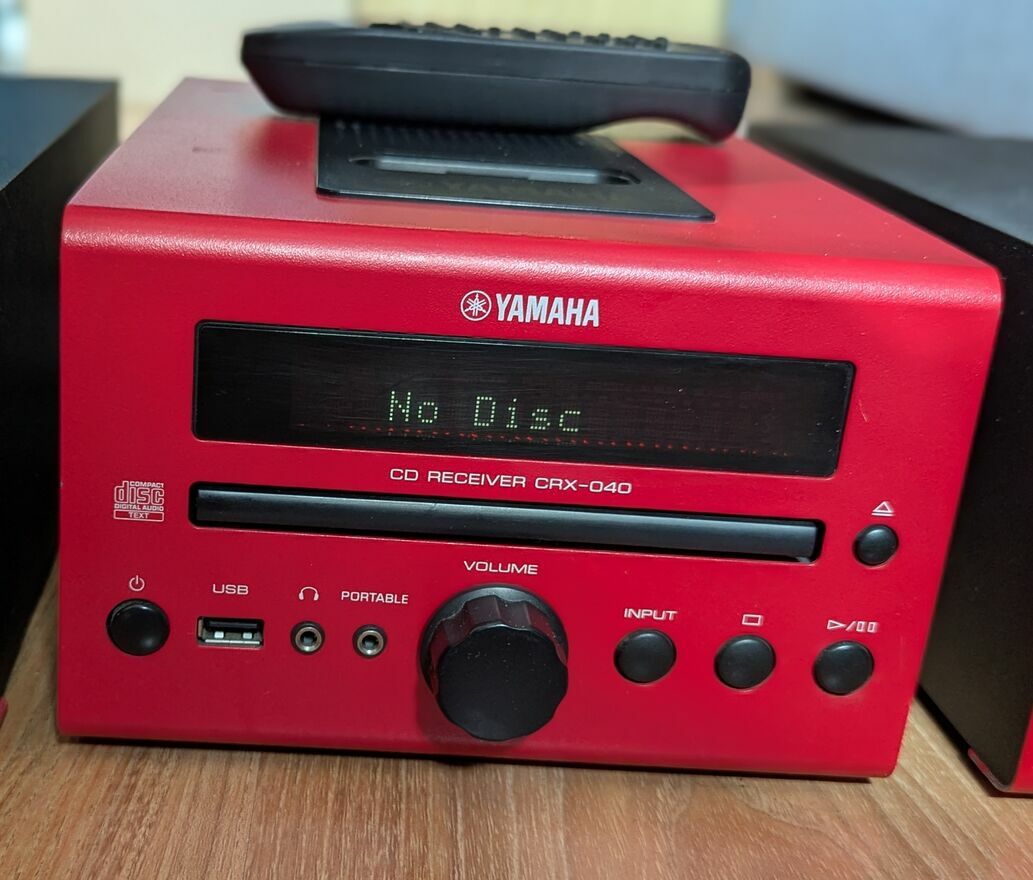 YAMAHA
No Disc
CD RECEIVER CRX-040
COMPACT
disc
DIGITAL AUDIO
TEXT
VOLUME
USB
PORTABLE
INPUT